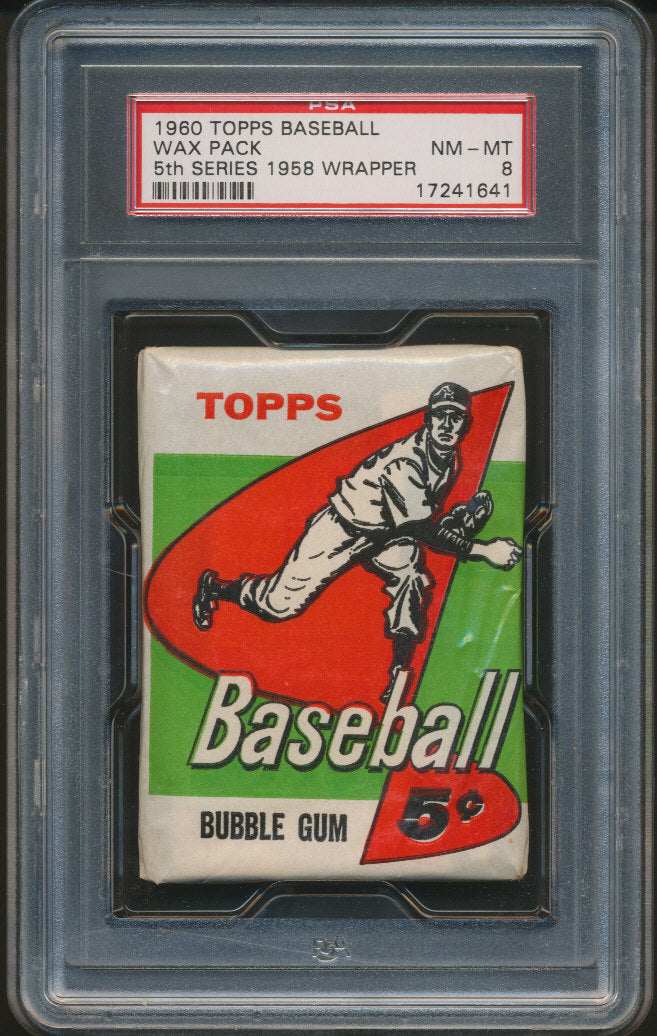 PSA
1960 TOPPS BASEBALL
WAX PACK NM - MT
5th SERIES 1958 WRAPPER 8
17241641
TOPPS
Baseball
5¢
BUBBLE GUM
PSA